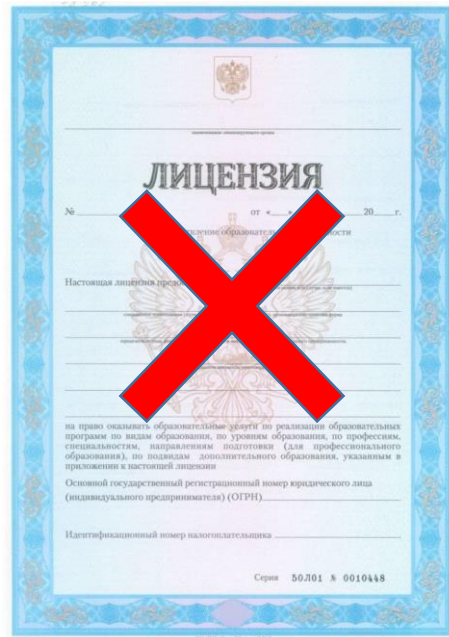 ЛИЦЕНЗИЯ
№ от « » 20 г.
образовательной
Настоящая лицензия
на право оказывать образовательные услуги по реализации образовательных
программ по видам образования, по уровням образования, по профессиям,
специальностям, направлениям подготовки (для профессионального
образования), по подвидам дополнительного образования, указанным в
приложении к настоящей лицензии
Основной государственный регистрационный номер юридического лица
(индивидуального предпринимателя) (ОГРН)
Идентификационный номер налогоплательщика
Серия 50Л01 № 0010448